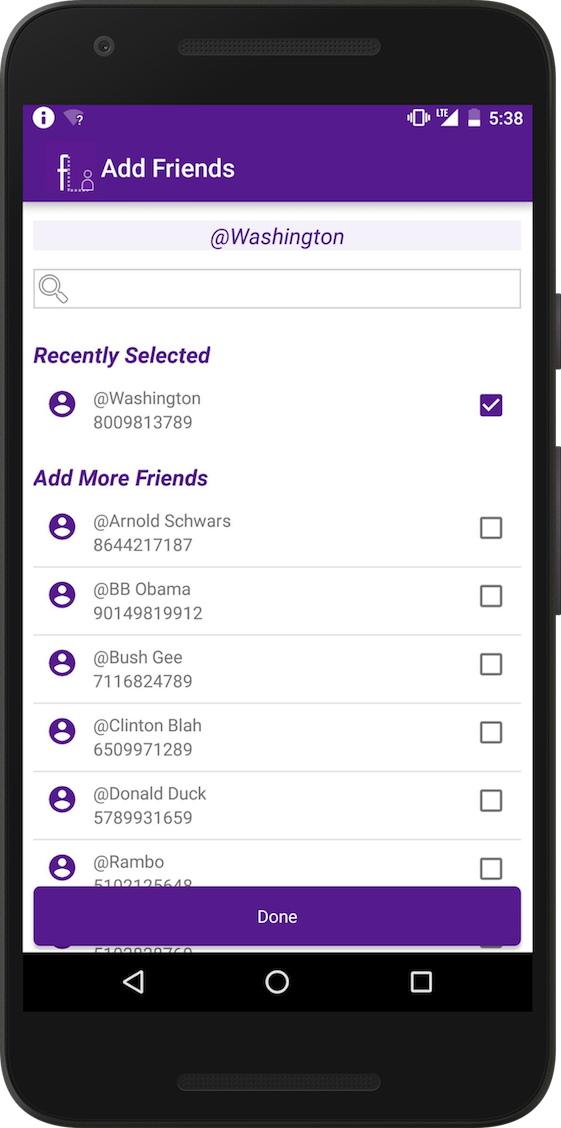 LTE 5:38
Add Friends
@Washington
Recently Selected
@Washington
8009813789
Add More Friends
@Arnold Schwars
8644217187
@BB Obama
90149819912
@Bush Gee
7116824789
@Clinton Blah
6509971289
@Donald Duck
5789931659
@Rambo
5102125648
Done